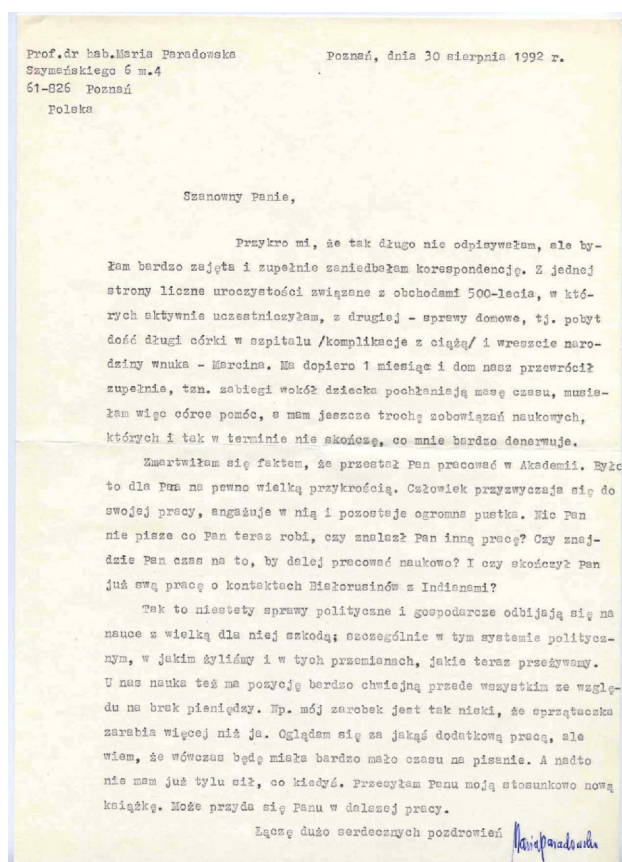 Prof.dr hab.Maria Paradowska
Poznań, dnia 30 sierpnia 1992 r.
Szymańskiego 6 m.4
61-826 Poznań
Polska
Szanowny Panie,
Przykro mi, że tak długo nie odpisywałam, ale by-
łam bardzo zajęta i zupełnie zaniedbałam korespondencję. Z jednej
strony liczne uroczystości związane z obchodami 500-lecia, w któ-
rych aktywnie uczestniczyłam, z drugiej - sprawy domowe, tj. pobyt
dość długi córki w szpitalu /komplikacje z ciążą/ i wreszcie naro-
dziny wnuka - Marcina. Ma dopiero 1 miesiąc i dom nasz przewrócił
zupełnie, tzn. zabiegi wokół dziecka pochłaniają masę czasu, musia-
łam więc córce pomóc, a mam jeszcze trochę zobowiązań naukowych,
których i tak w terminie nie skończę, co mnie bardzo denerwuje.
Zmartwiłam się faktem, że przestał Pan pracować w Akademii. Było
to dla Pan na pewno wielką przykrością. Człowiek przyzwyczaja się do
swojej pracy, angażuje w nią i pozostaje ogromna pustka. Nic Pan
nie pisze co Pan teraz robi, czy znalazł Pan inną pracę? Czy znaj-
dzie Pan czas na to, by dalej pracować naukowo? I czy skończył Pan
już swą pracę o kontaktach Białorusinów z Indianami?
Tak to niestety sprawy polityczne i gospodarcze odbijają się na
nauce z wielką dla niej szkodą; szczególnie w tym systemie politycz-
nym, w jakim żyliśmy i w tych przemianach, jakie teraz przeżywamy.
U nas nauka też ma pozycję bardzo chwiejną przede wszystkim ze wzglę-
du na brak pieniędzy. Np. mój zarobek jest tak niski, że sprzątaczka
zarabia więcej niż ja. Oglądam się za jakąś dodatkową pracą, ale
wiem, że wówczas będę miała bardzo mało czasu na pisanie. A nadto
nie mam już tylu sił, co kiedyś. Przesyłam Panu moją stosunkowo nową
książkę. Może przyda się Panu w dalszej pracy.
Łączę dużo serdecznych pozdrowień
Maria Paradowska